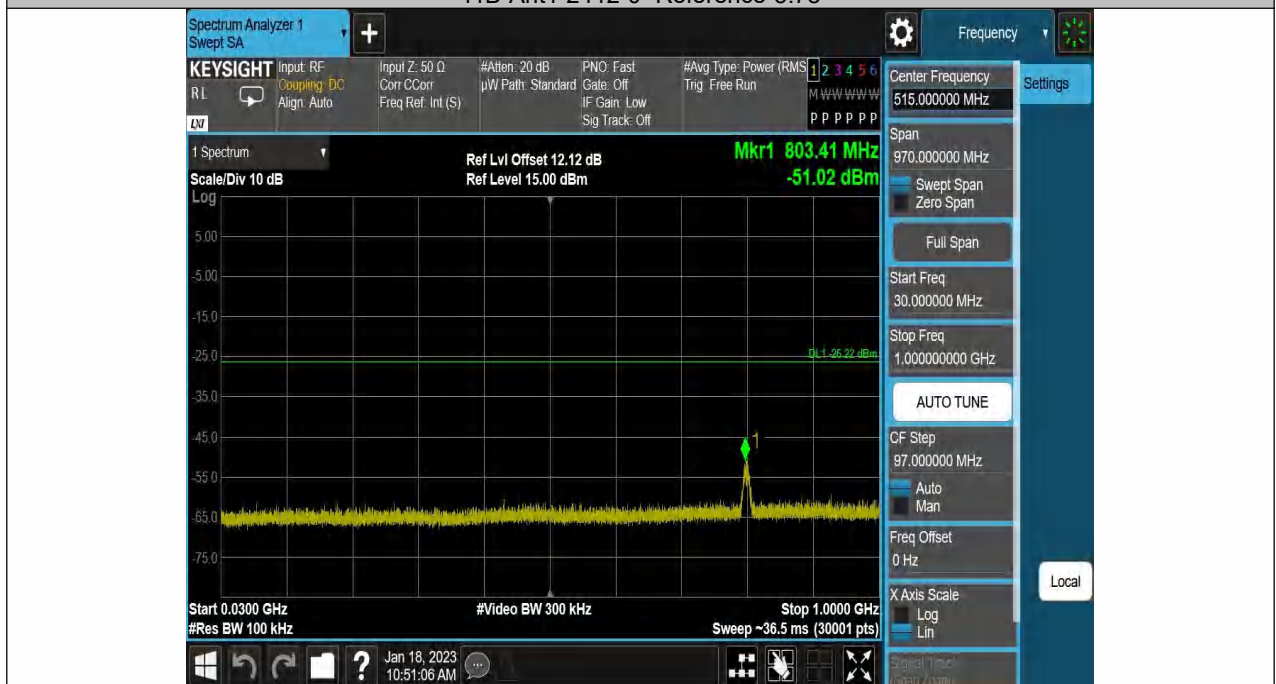 Spectrum Analyzer 1
Swept SA
+
Frequency
KEYSIGHT
RL
LXI
Input: RF
Coupling: DC
Align: Auto
Input Z: 50 Ω
Corr CCorr
Freq Ref: Int (S)
#Atten: 20 dB
µW Path: Standard
PNO: Fast
Gate: Off
IF Gain: Low
Sig Track: Off
#Avg Type: Power (RMS
Trig: Free Run
1 2 3 4 5 6
M W W W W W
P P P P P P
Center Frequency
515.000000 MHz
Settings
1 Spectrum
Scale/Div 10 dB
Log
Ref Lvl Offset 12.12 dB
Ref Level 15.00 dBm
Mkr1 803.41 MHz
-51.02 dBm
Span
970.000000 MHz
Swept Span
Zero Span
Full Span
Start Freq
30.000000 MHz
Stop Freq
1.000000000 GHz
AUTO TUNE
CF Step
97.000000 MHz
Auto
Man
Freq Offset
0 Hz
X Axis Scale
Log
Lin
Local
5.00
-5.00
-15.0
-25.0
DL1 -26.22 dBm
-35.0
-45.0
1
-55.0
-65.0
-75.0
Start 0.0300 GHz
#Res BW 100 kHz
#Video BW 300 kHz
Stop 1.0000 GHz
Sweep ~36.5 ms (30001 pts)
?
Jan 18, 2023
10:51:06 AM